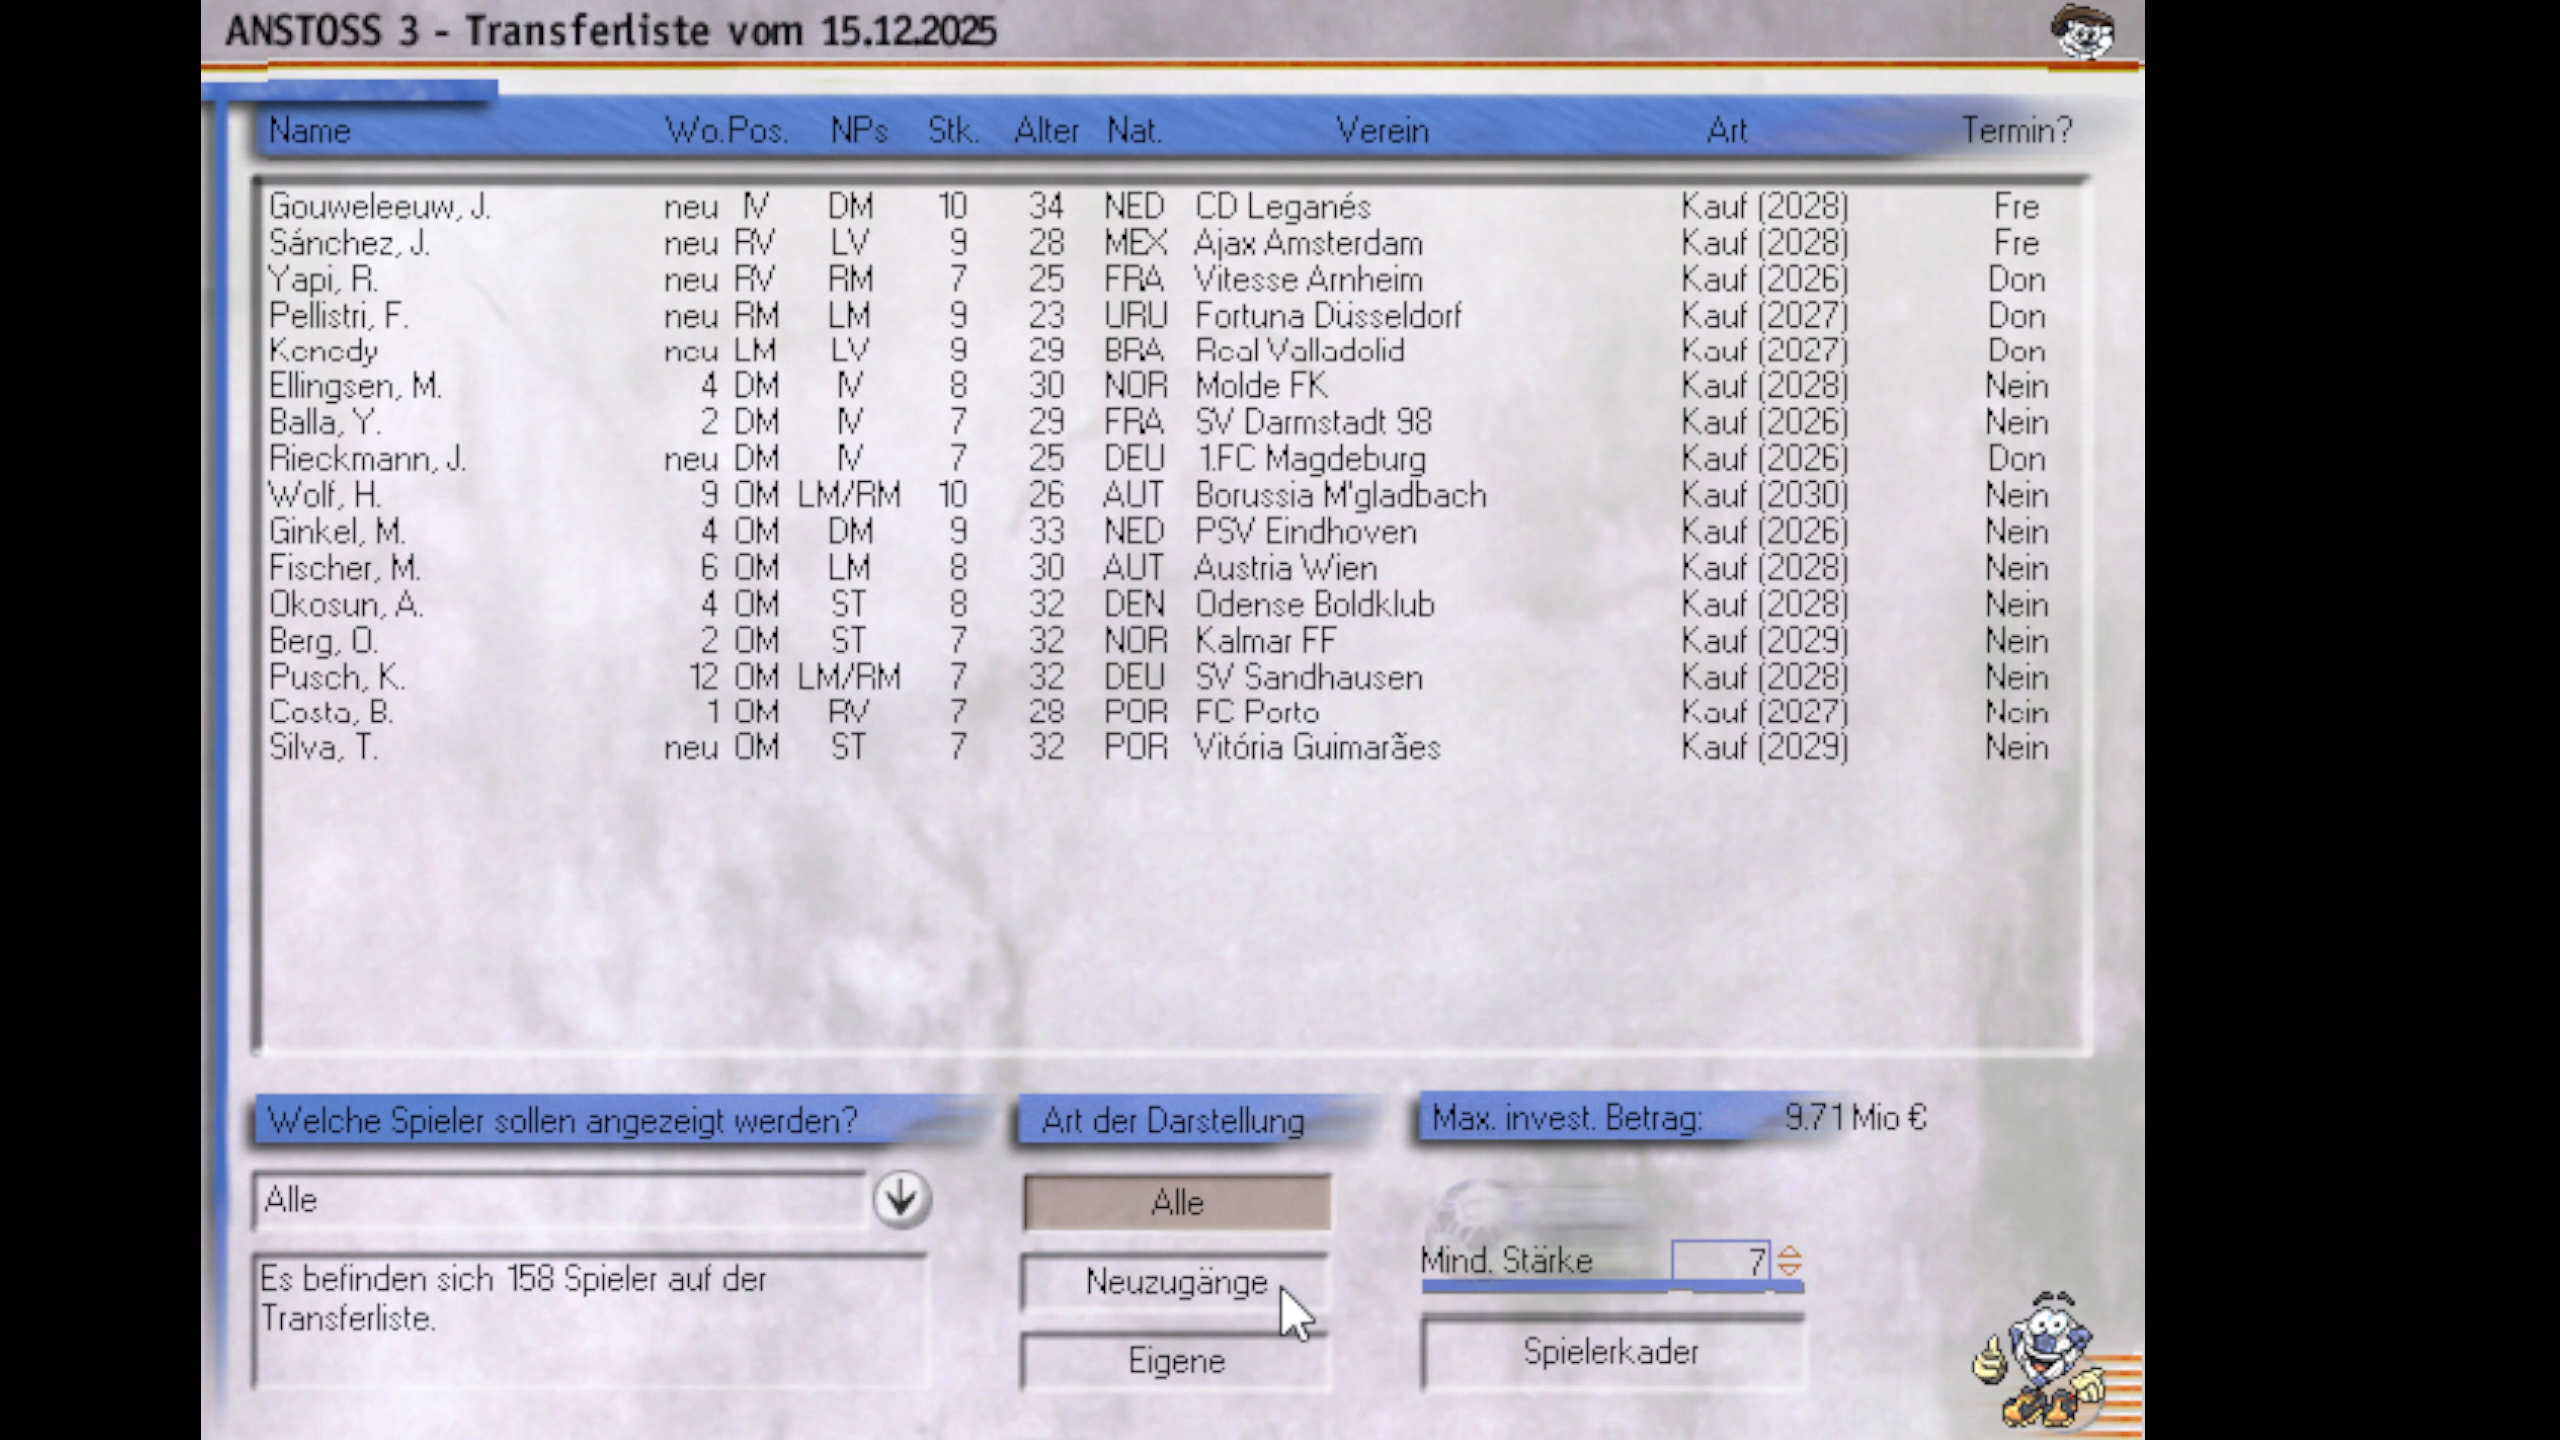 ANSTOSS 3 - Transferliste vom 15.12.2025
Name Wo. Pos. NPs Stk. Alter Nat. Verein Art Termin?
Gouweleeuw, J. neu IV DM 10 34 NED CD Leganés Kauf (2028) Fre
Sánchez, J. neu RV LV 9 28 MEX Ajax Amsterdam Kauf (2028) Fre
Yapi, R. neu RV RM 7 25 FRA Vitesse Arnheim Kauf (2026) Don
Pellistri, F. neu RM LM 9 23 URU Fortuna Düsseldorf Kauf (2027) Don
Kenedy neu LM LV 9 29 BRA Real Valladolid Kauf (2027) Don
Ellingsen, M. 4 DM IV 8 30 NOR Molde FK Kauf (2028) Nein
Balla, Y. 2 DM IV 7 29 FRA SV Darmstadt 98 Kauf (2026) Nein
Rieckmann, J. neu DM IV 7 25 DEU 1.FC Magdeburg Kauf (2026) Don
Wolf, H. 9 OM LM/RM 10 26 AUT Borussia M'gladbach Kauf (2030) Nein
Ginkel, M. 4 OM DM 9 33 NED PSV Eindhoven Kauf (2026) Nein
Fischer, M. 6 OM LM 8 30 AUT Austria Wien Kauf (2028) Nein
Okosun, A. 4 OM ST 8 32 DEN Odense Boldklub Kauf (2028) Nein
Berg, O. 2 OM ST 7 32 NOR Kalmar FF Kauf (2029) Nein
Pusch, K. 12 OM LM/RM 7 32 DEU SV Sandhausen Kauf (2028) Nein
Costa, B. 1 OM RV 7 28 POR FC Porto Kauf (2027) Nein
Silva, T. neu OM ST 7 32 POR Vitória Guimarães Kauf (2029) Nein
Welche Spieler sollen angezeigt werden?
Alle
Es befinden sich 158 Spieler auf der
Transferliste.
Art der Darstellung
Alle
Neuzugänge
Eigene
Max. invest. Betrag: 9.71 Mio €
Mind. Stärke 7
Spielerkader